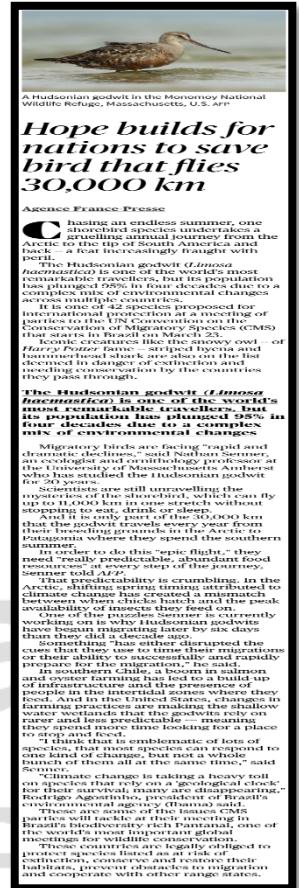 A Hudsonian godwit in the Monomoy National
Wildlife Refuge, Massachusetts, U.S. AFP
Hope builds for
nations to save
bird that flies
30,000 km
Agence France-Presse
Chasing an endless summer, one
shorebird species undertakes a
gruelling annual journey from the
Arctic to the tip of South America and
back — a feat increasingly fraught with
peril.
The Hudsonian godwit (Limosa
haemastica) is one of the world's most
remarkable travellers, but its population
has plunged 95% in four decades due to a
complex mix of environmental changes
across multiple countries.
It is one of 42 species proposed for
international protection at a meeting of
parties to the UN Convention on the
Conservation of Migratory Species (CMS)
that starts in Brazil on March 23.
Iconic creatures like the snowy owl — of
Harry Potter fame — striped hyena and
hammerhead shark are also on the list
deemed in danger of extinction and
needing conservation by the countries
they pass through.
The Hudsonian godwit (Limosa
haemastica) is one of the world's
most remarkable travellers, but
its population has plunged 95% in
four decades due to a complex
mix of environmental changes
Migratory birds are facing "rapid and
dramatic declines," said Nathan Senner,
an ecologist and ornithology professor at
the University of Massachusetts Amherst
who has studied the Hudsonian godwit
for 20 years.
Scientists are still unravelling the
mysteries of the shorebird, which can fly
up to 11,000 km in one stretch without
stopping to eat, drink or sleep.
And it is only part of the 30,000 km
that the godwit travels every year from
their breeding grounds in the Arctic to
Patagonia where they spend the southern
summer.
In order to do this "epic flight," they
need "really predictable, abundant food
resources" at every step of the journey,
Senner told AFP.
That predictability is crumbling. In the
Arctic, shifting spring timing attributed to
climate change has created a mismatch
between when chicks hatch and the peak
availability of insects they feed on.
One of the puzzles Senner is currently
working on is why Hudsonian godwits
have begun migrating later by six days
than they did a decade ago.
Something "has either disrupted the
cues that they use to time their migrations
or their ability to successfully and rapidly
prepare for the migration," he said.
In southern Chile, a boom in salmon
and oyster farming has led to a build-up
of infrastructure and the presence of
people in the intertidal zones where they
feed. And in the United States, changes in
farming practices are making the shallow
water wetlands that the godwits rely on
rarer and less predictable — meaning
they spend more time looking for a place
to stop and feed.
"I think that is emblematic of lots of
species, that most species can respond to
one kind of change, but not a whole
bunch of them all at the same time," said
Senner.
"Climate change is taking a heavy toll
on species that rely on a 'geological clock'
for their survival; many are disappearing,"
Rodrigo Agostinho, president of Brazil's
environmental agency (Ibama) said.
These are some of the issues CMS
parties will tackle at their meeting in
Brazil's biodiversity rich Pantanal, one of
the world's most important global
meetings for wildlife conservation.
These countries are legally obliged to
protect species listed as at risk of
extinction, conserve and restore their
habitats, prevent obstacles to migration
and cooperate with other range states.